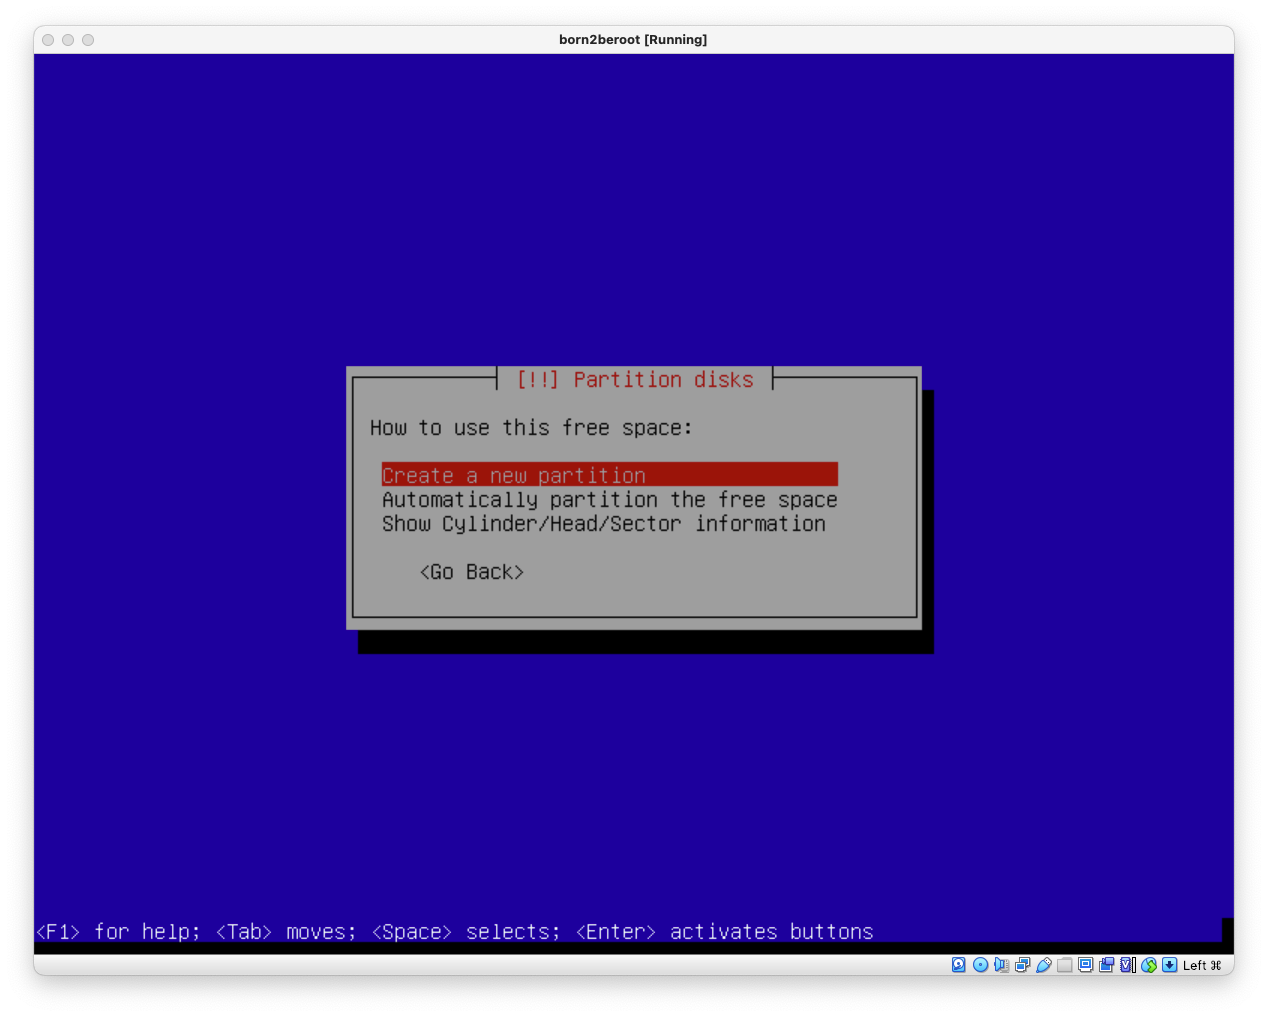 born2beroot [Running]
[!!] Partition disks
How to use this free space:
Create a new partition
Automatically partition the free space
Show Cylinder/Head/Sector information
<Go Back>
<F1> for help; <Tab> moves; <Space> selects; <Enter> activates buttons
Left ⌘